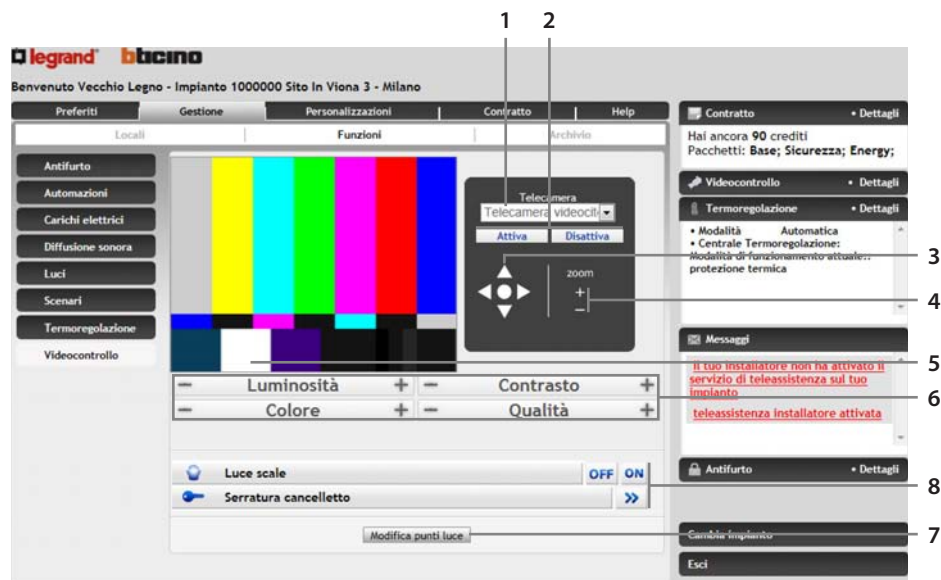 1 2
legrand bticino
Benvenuto Vecchio Legno - Impianto 1000000 Sito In Viona 3 - Milano
Preferiti Gestione Personalizzazioni Contratto Help
Locali Funzioni Archivio
Antifurto
Automazioni
Carichi elettrici
Diffusione sonora
Luci
Scenari
Termoregolazione
Videocontrollo
Telecamera
Telecamera videocit
Attiva Disattiva
zoom
+
−
− Luminosità + − Contrasto +
− Colore + − Qualità +
Luce scale OFF ON
Serratura cancelletto »
Modifica punti luce
Contratto • Dettagli
Hai ancora 90 crediti
Pacchetti: Base; Sicurezza; Energy;
Videocontrollo • Dettagli
Termoregolazione • Dettagli
• Modalità Automatica
• Centrale Termoregolazione:
Modalità di funzionamento attuale::
protezione termica
Messaggi
Il tuo installatore non ha attivato il
servizio di teleassistenza sul tuo
impianto
teleassistenza installatore attivata
Antifurto • Dettagli
Cambia impianto
Esci
3
4
5
6
8
7